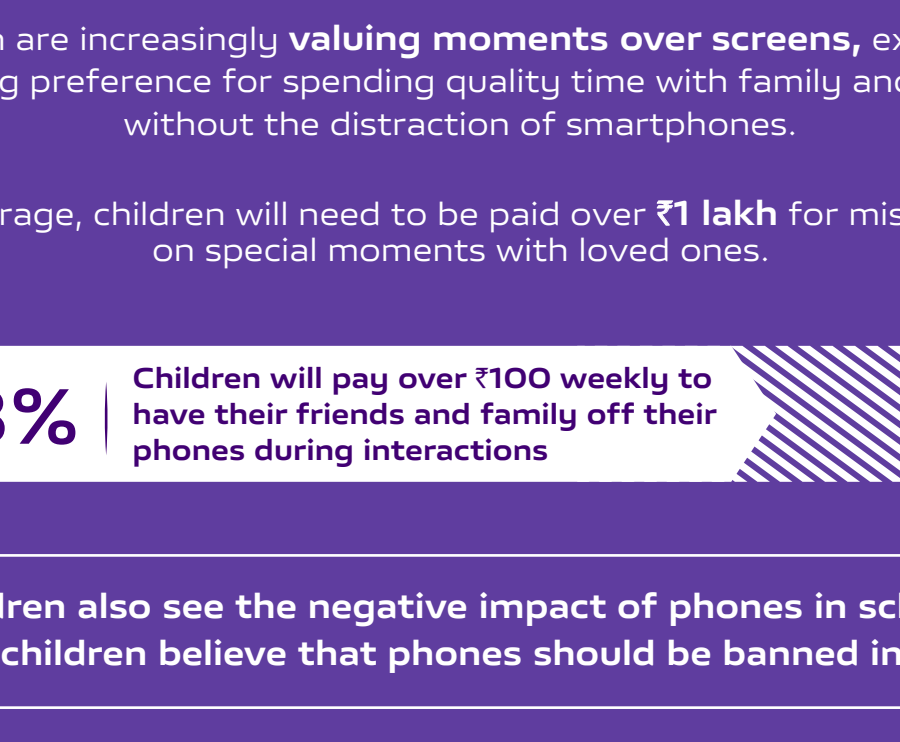 are increasingly valuing moments over screens,
preference for spending quality time with family
without the distraction of smartphones.
children will need to be paid over ₹1 lakh for
on special moments with loved ones.
%
Children will pay over ₹100 weekly to
have their friends and family off their
phones during interactions
also see the negative impact of phones in
children believe that phones should be banned in